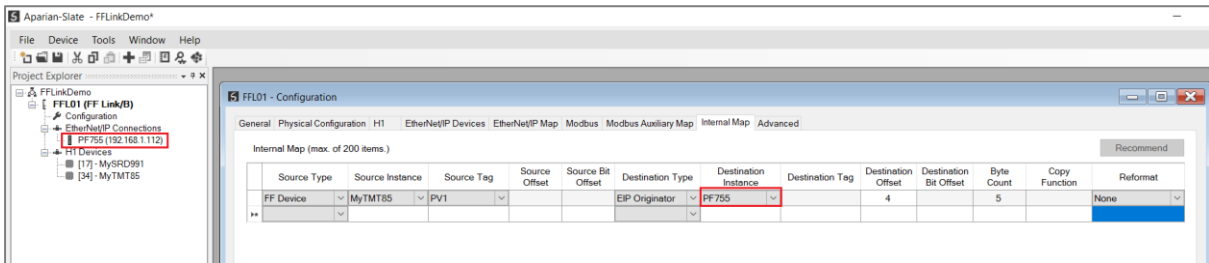 Aparian-Slate - FFLinkDemo*
File Device Tools Window Help
Project Explorer
FFLinkDemo
FFL01 (FF Link/B)
Configuration
EtherNet/IP Connections
PF755 (192.168.1.112)
H1 Devices
[17] - MySRD991
[34] - MyTMT85
FFL01 - Configuration
General Physical Configuration H1 EtherNet/IP Devices EtherNet/IP Map Modbus Modbus Auxiliary Map Internal Map Advanced
Internal Map (max. of 200 items.) Recommend
Source Type Source Instance Source Tag Source Offset Source Bit Offset Destination Type Destination Instance Destination Tag Destination Offset Destination Bit Offset Byte Count Copy Function Reformat
FF Device MyTMT85 PV1 EIP Originator PF755 4 5 None